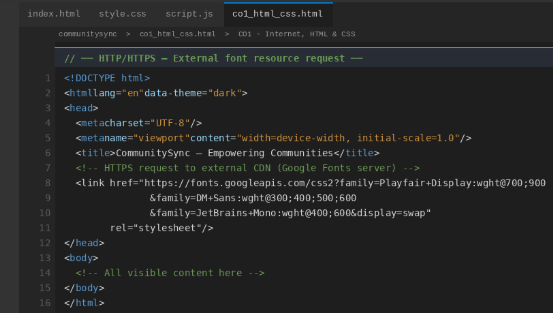 index.html style.css script.js co1_html_css.html
communitysync > co1_html_css.html > CO1 – Internet, HTML & CSS
// —— HTTP/HTTPS — External font resource request ——
1 <!DOCTYPE html>
2 <htmllang="en"data-theme="dark">
3 <head>
4 <metacharset="UTF-8"/>
5 <metaname="viewport"content="width=device-width, initial-scale=1.0"/>
6 <title>CommunitySync — Empowering Communities</title>
7 <!-- HTTPS request to external CDN (Google Fonts server) -->
8 <link href="https://fonts.googleapis.com/css2?family=Playfair+Display:wght@700;900
9 &family=DM+Sans:wght@300;400;500;600
10 &family=JetBrains+Mono:wght@400;600&display=swap"
11 rel="stylesheet"/>
12 </head>
13 <body>
14 <!-- All visible content here -->
15 </body>
16 </html>